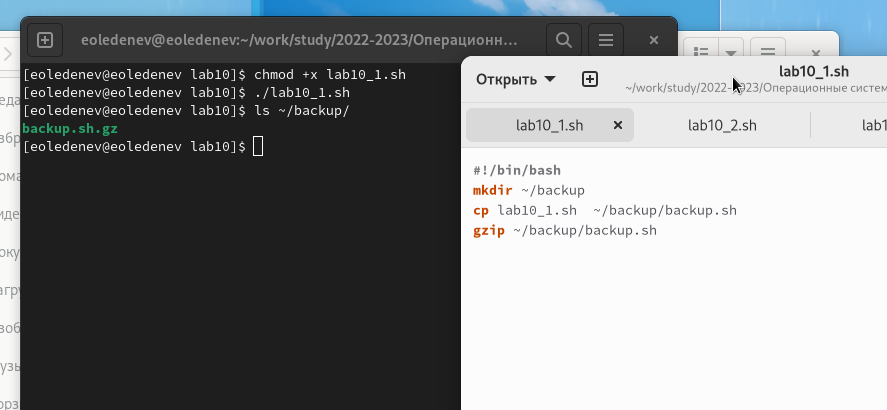 eoledenev@eoledenev:~/work/study/2022-2023/Операционн...
[eoledenev@eoledenev lab10]$ chmod +x lab10_1.sh
[eoledenev@eoledenev lab10]$ ./lab10_1.sh
[eoledenev@eoledenev lab10]$ ls ~/backup/
backup.sh.gz
[eoledenev@eoledenev lab10]$
Открыть
lab10_1.sh
~/work/study/2022-2023/Операционные систем
lab10_1.sh
lab10_2.sh
lab1
#!/bin/bash
mkdir ~/backup
cp lab10_1.sh  ~/backup/backup.sh
gzip ~/backup/backup.sh